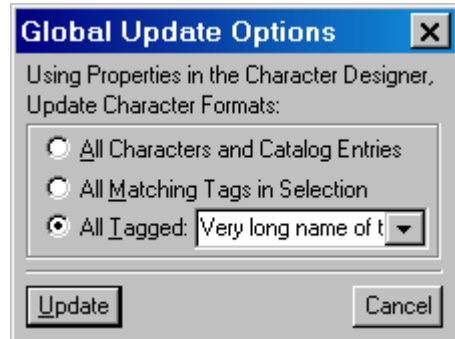 Global Update Options
Using Properties in the Character Designer,
Update Character Formats:
All Characters and Catalog Entries
All Matching Tags in Selection
All Tagged: Very long name of t
Update Cancel